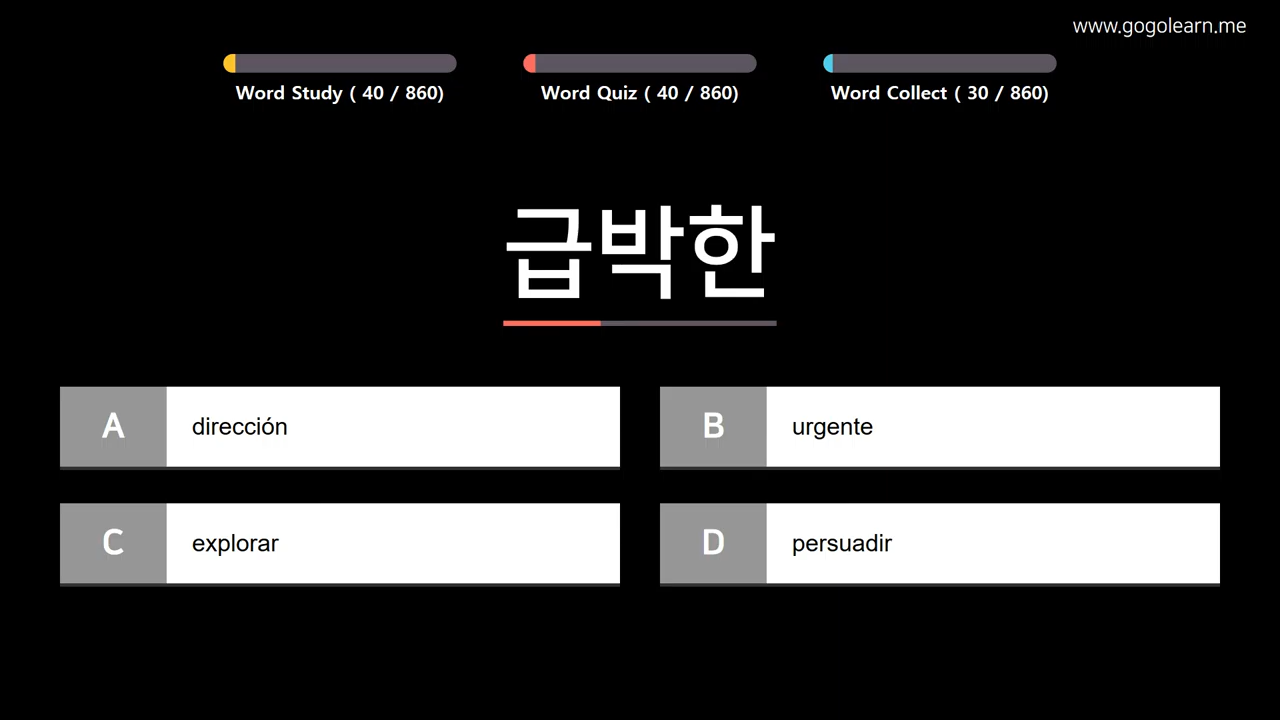 www.gogolearn.me
Word Study ( 40 / 860)
Word Quiz ( 40 / 860)
Word Collect ( 30 / 860)
급박한
A dirección
B urgente
C explorar
D persuadir